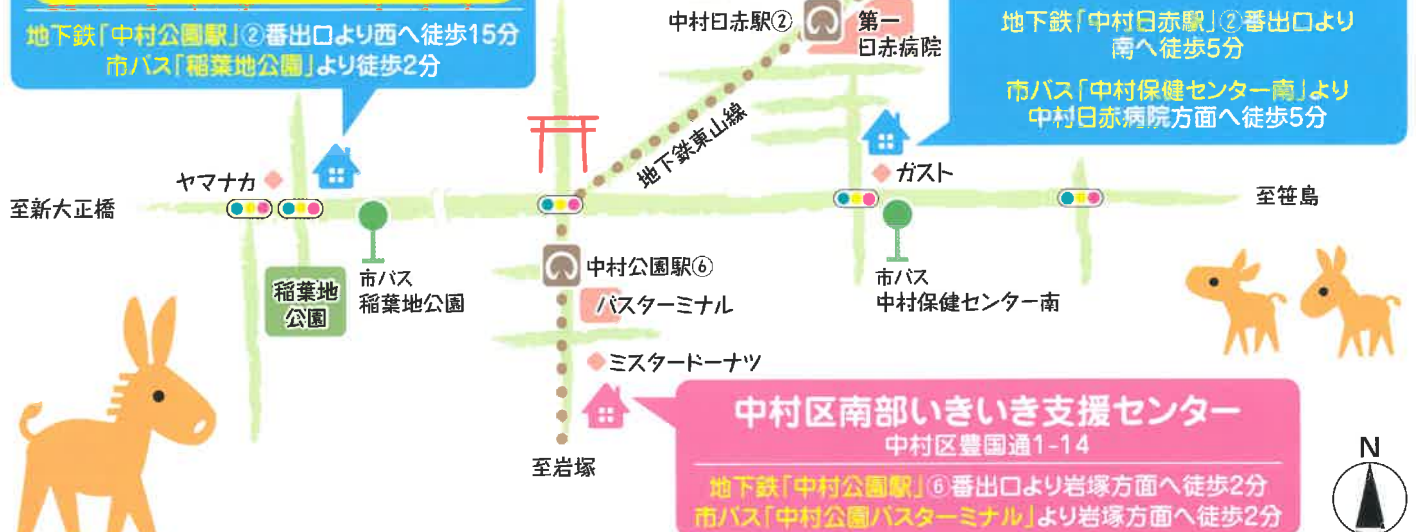 地下鉄「中村公園駅」②番出口より西へ徒歩15分
市バス「稲葉地公園」より徒歩2分
中村日赤駅②
第一
日赤病院
地下鉄「中村日赤駅」②番出口より
南へ徒歩5分
市バス「中村保健センター南」より
中村日赤病院方面へ徒歩5分
地下鉄東山線
ヤマナカ
ガスト
至新大正橋
至笹島
稲葉地
公園
市バス
稲葉地公園
中村公園駅⑥
バスターミナル
市バス
中村保健センター南
ミスタードーナツ
中村区南部いきいき支援センター
中村区豊国通1-14
地下鉄「中村公園駅」⑥番出口より岩塚方面へ徒歩2分
市バス「中村公園バスターミナル」より岩塚方面へ徒歩2分
至岩塚
N